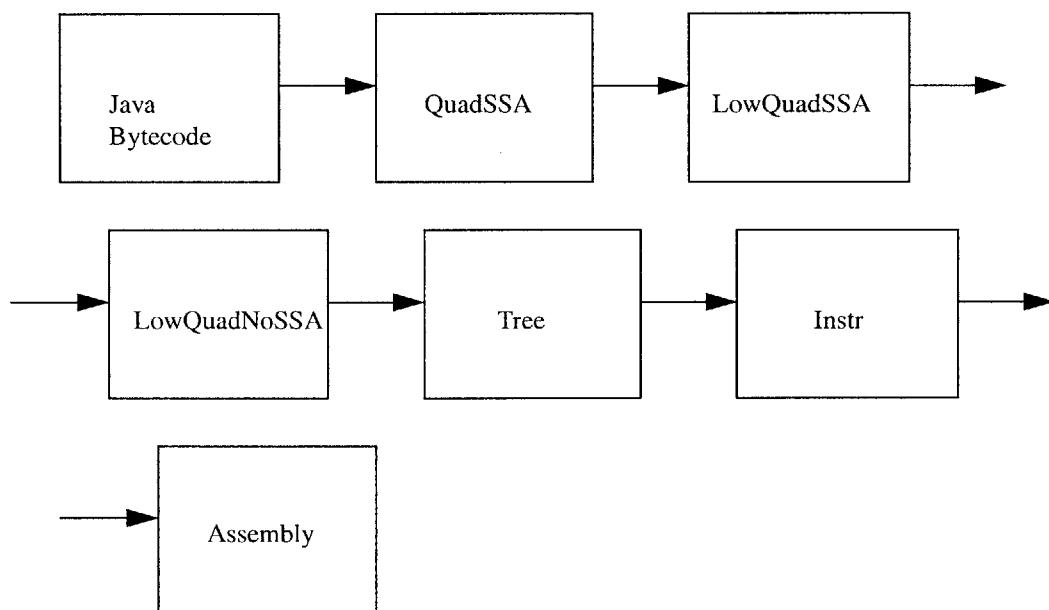 Java
Bytecode
QuadSSA
LowQuadSSA
LowQuadNoSSA
Tree
Instr
Assembly